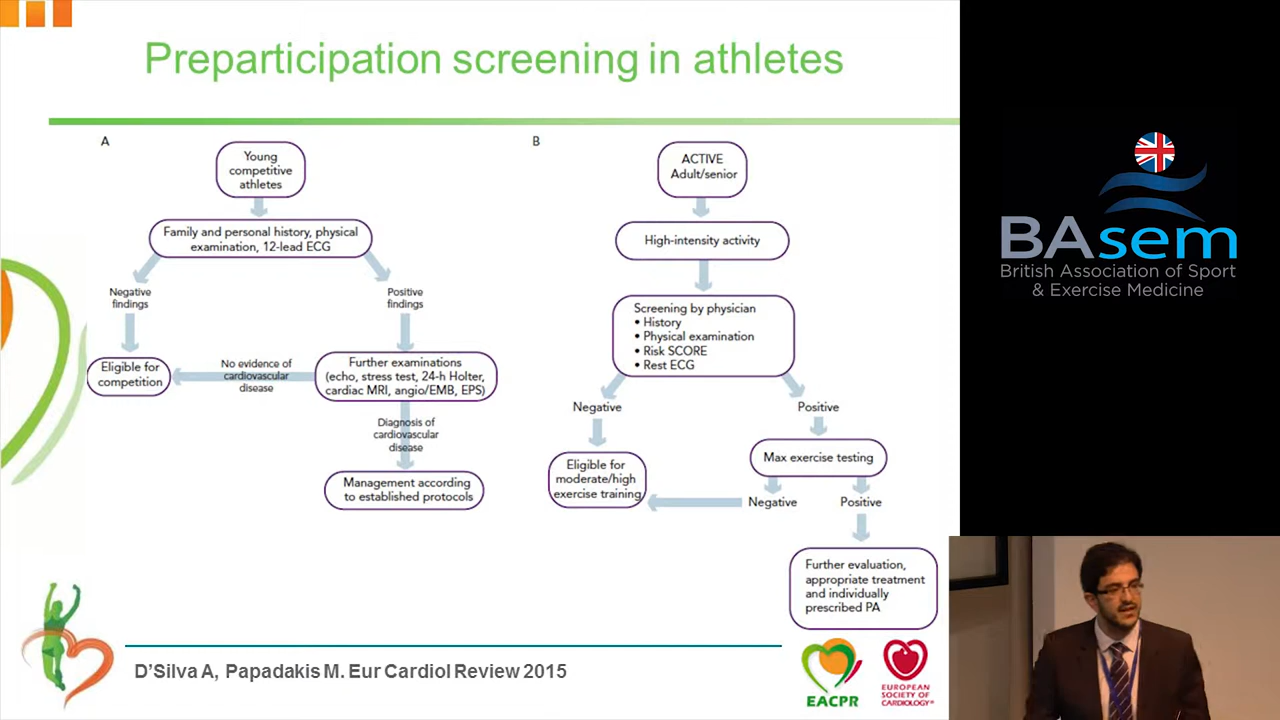 Preparticipation screening in athletes
A
Young
competitive
athletes
Family and personal history, physical
examination, 12-lead ECG
Negative
findings
Positive
findings
Eligible for
competition
No evidence of
cardiovascular
disease
Further examinations
(echo, stress test, 24-h Holter,
cardiac MRI, angio/EMB, EPS)
Diagnosis of
cardiovascular
disease
Management according
to established protocols
B
ACTIVE
Adult/senior
High-intensity activity
Screening by physician
• History
• Physical examination
• Risk SCORE
• Rest ECG
Negative
Positive
Eligible for
moderate/high
exercise training
Max exercise testing
Negative
Positive
Further evaluation,
appropriate treatment
and individually
prescribed PA
D'Silva A, Papadakis M. Eur Cardiol Review 2015
EACPR
EUROPEAN
SOCIETY OF
CARDIOLOGY®
BAsem
British Association of Sport
& Exercise Medicine